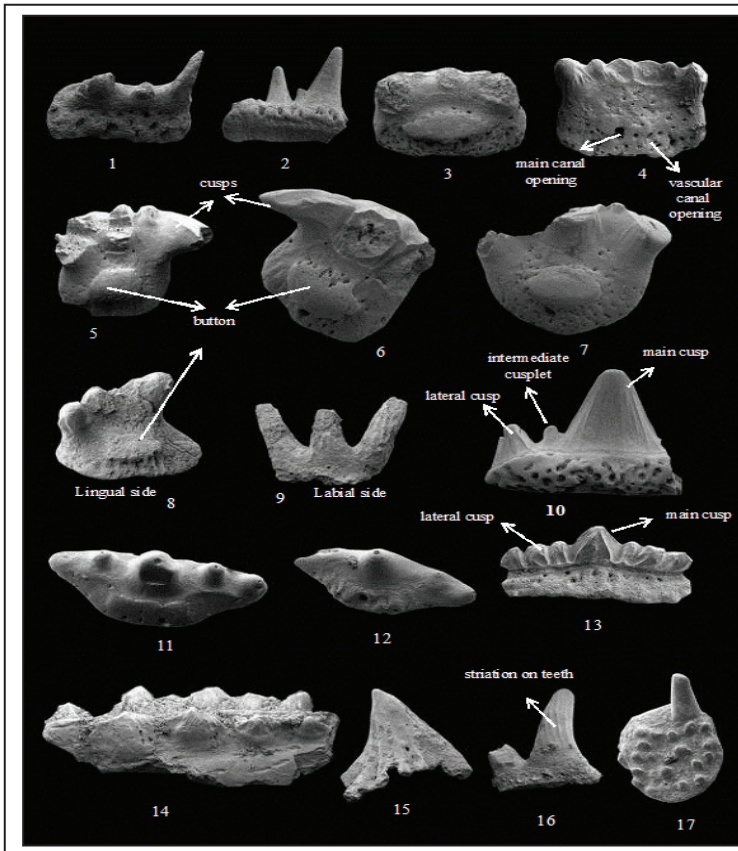 1
2
3
4
main canal
opening
vascular
canal
opening
cusps
5
button
6
7
intermediate
cusplet
main cusp
lateral cusp
Lingual side
8
9
Labial side
10
lateral cusp
main cusp
11
12
13
striation on teeth
14
15
16
17